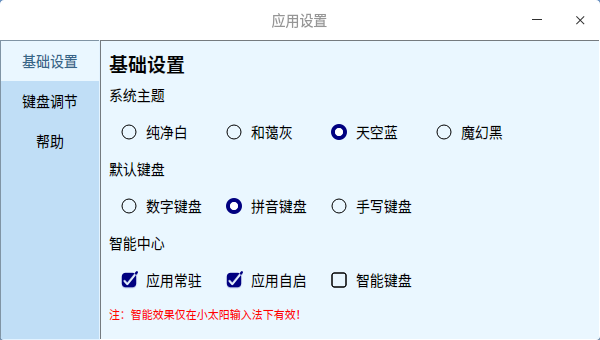 应用设置
基础设置
键盘调节
帮助
基础设置
系统主题
纯净白 和蔼灰 天空蓝 魔幻黑
默认键盘
数字键盘 拼音键盘 手写键盘
智能中心
应用常驻 应用自启 智能键盘
注：智能效果仅在小太阳输入法下有效！